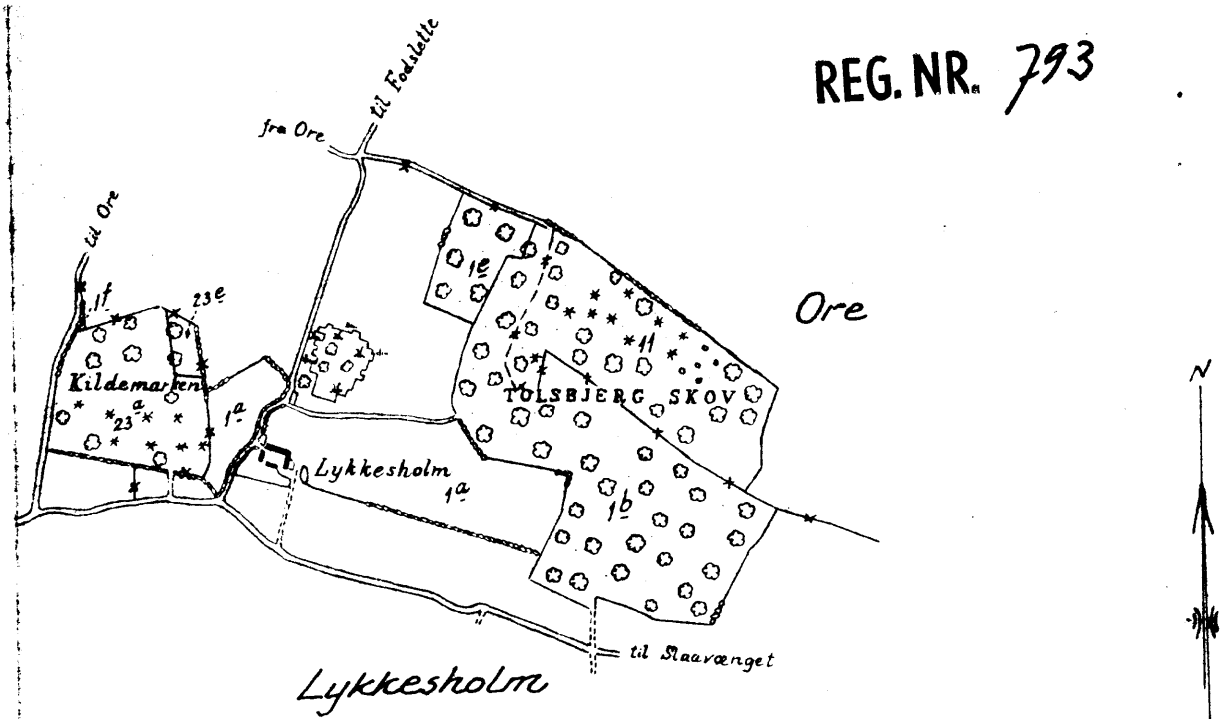 REG. NR. 793
til Fodslette
fra Ore
til Ore
1f
23e
1e
Ore
11
Kildemarken
23a
1a
TOLSBJERG SKOV
Lykkesholm
1a
1b
til Slaavænget
Lykkesholm
N